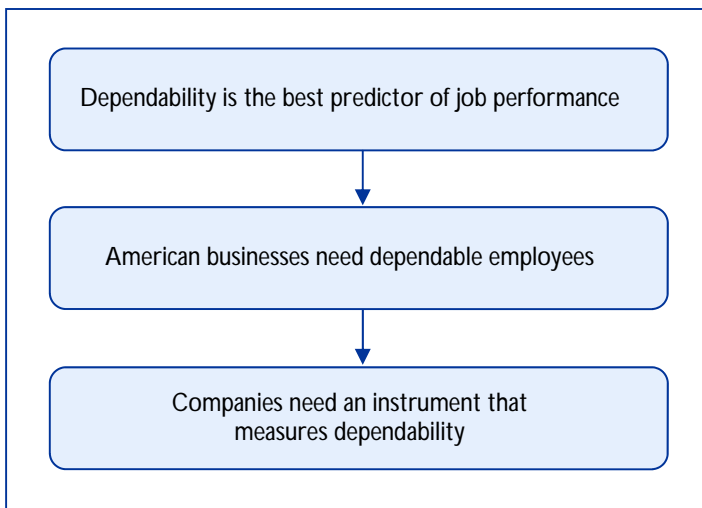 Dependability is the best predictor of job performance
American businesses need dependable employees
Companies need an instrument that
measures dependability